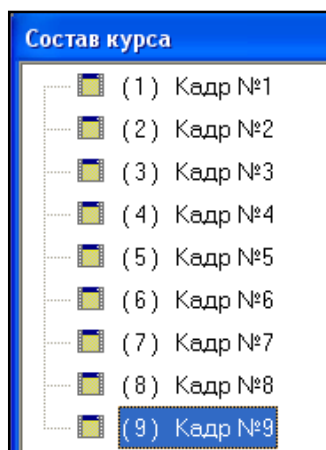 Состав курса
(1) Кадр №1
(2) Кадр №2
(3) Кадр №3
(4) Кадр №4
(5) Кадр №5
(6) Кадр №6
(7) Кадр №7
(8) Кадр №8
(9) Кадр №9